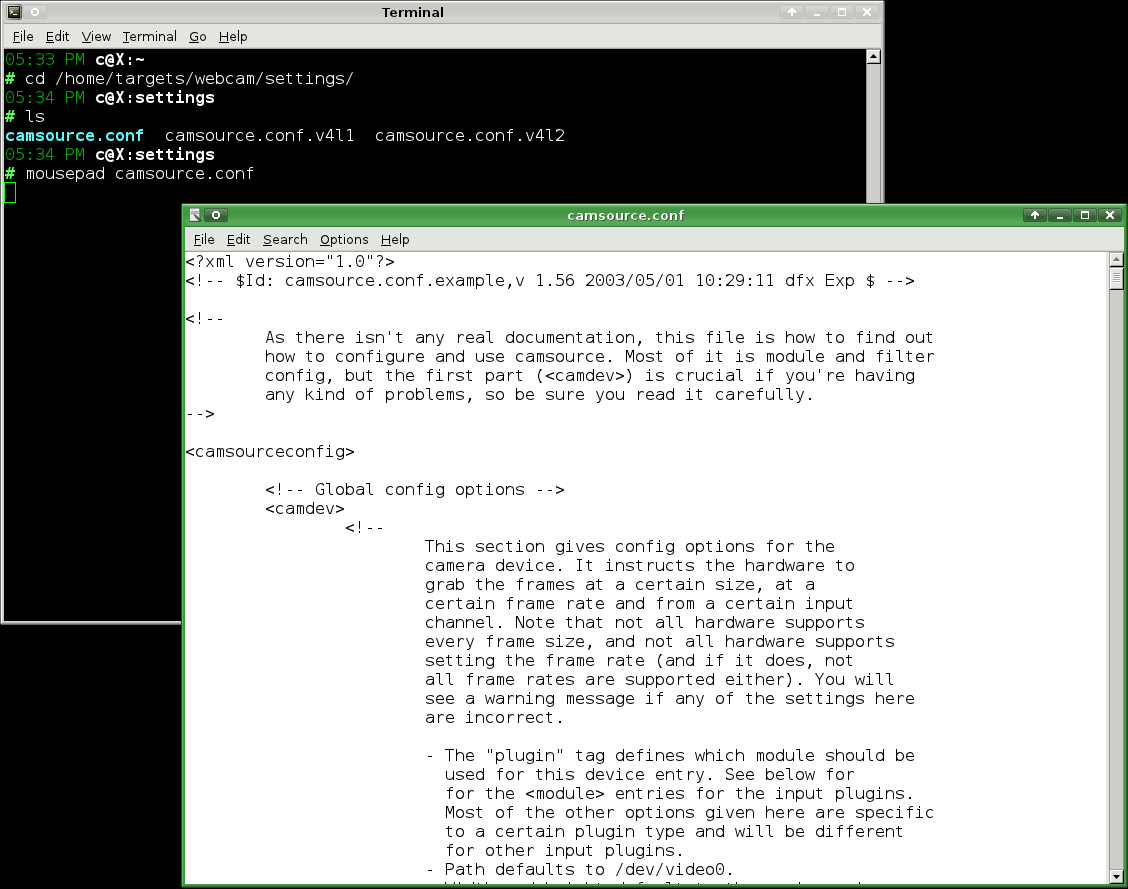 Terminal
File Edit View Terminal Go Help
05:33 PM c@X:~
# cd /home/targets/webcam/settings/
05:34 PM c@X:settings
# ls
camsource.conf camsource.conf.v4l1 camsource.conf.v4l2
05:34 PM c@X:settings
# mousepad camsource.conf
camsource.conf
File Edit Search Options Help
<?xml version="1.0"?>
<!-- $Id: camsource.conf.example,v 1.56 2003/05/01 10:29:11 dfx Exp $ -->
<!--
As there isn't any real documentation, this file is how to find out
how to configure and use camsource. Most of it is module and filter
config, but the first part (<camdev>) is crucial if you're having
any kind of problems, so be sure you read it carefully.
-->
<camsourceconfig>
<!-- Global config options -->
<camdev>
<!--
This section gives config options for the
camera device. It instructs the hardware to
grab the frames at a certain size, at a
certain frame rate and from a certain input
channel. Note that not all hardware supports
every frame size, and not all hardware supports
setting the frame rate (and if it does, not
all frame rates are supported either). You will
see a warning message if any of the settings here
are incorrect.
- The "plugin" tag defines which module should be
used for this device entry. See below for
for the <module> entries for the input plugins.
Most of the other options given here are specific
to a certain plugin type and will be different
for other input plugins.
- Path defaults to /dev/video0.